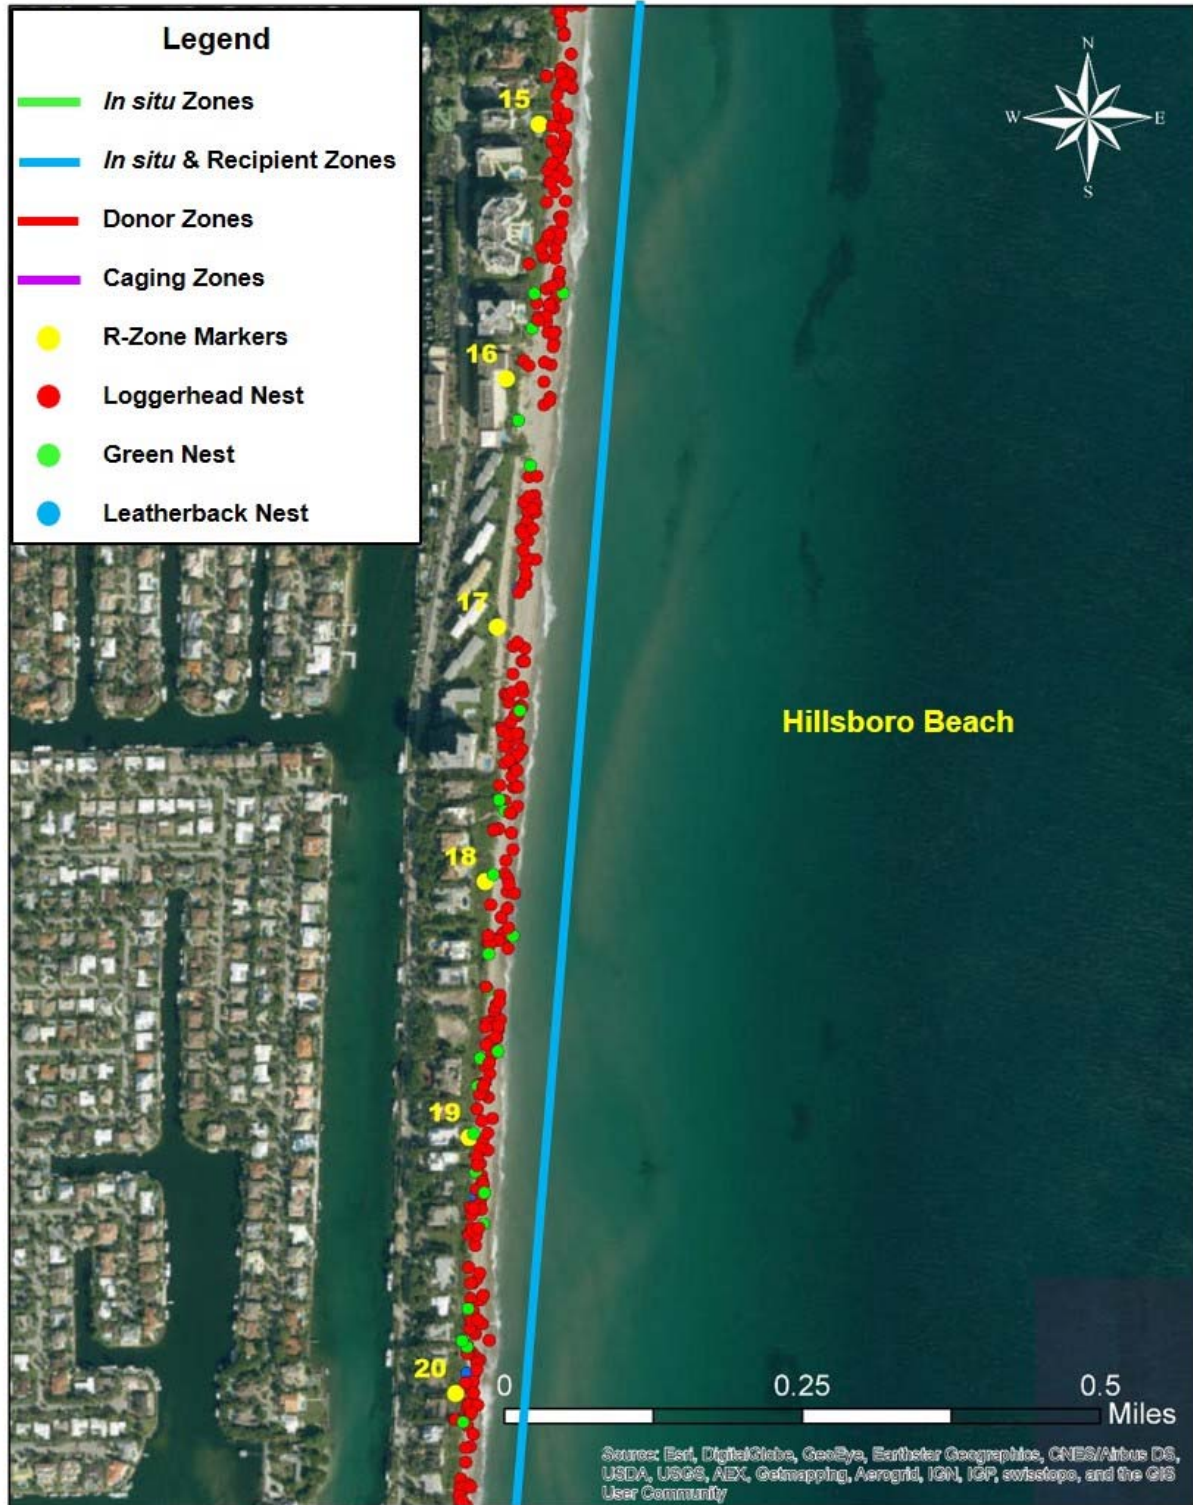 Legend
In situ Zones
In situ & Recipient Zones
Donor Zones
Caging Zones
R-Zone Markers
Loggerhead Nest
Green Nest
Leatherback Nest
N
W E
S
15
16
17
Hillsboro Beach
18
19
20
0 0.25 0.5
Miles
Source: Esri, DigitalGlobe, GeoEye, Earthstar Geographics, CNES/Airbus DS,
USDA, USGS, AEX, Getmapping, Aerogrid, IGN, IGP, swisstopo, and the GIS
User Community